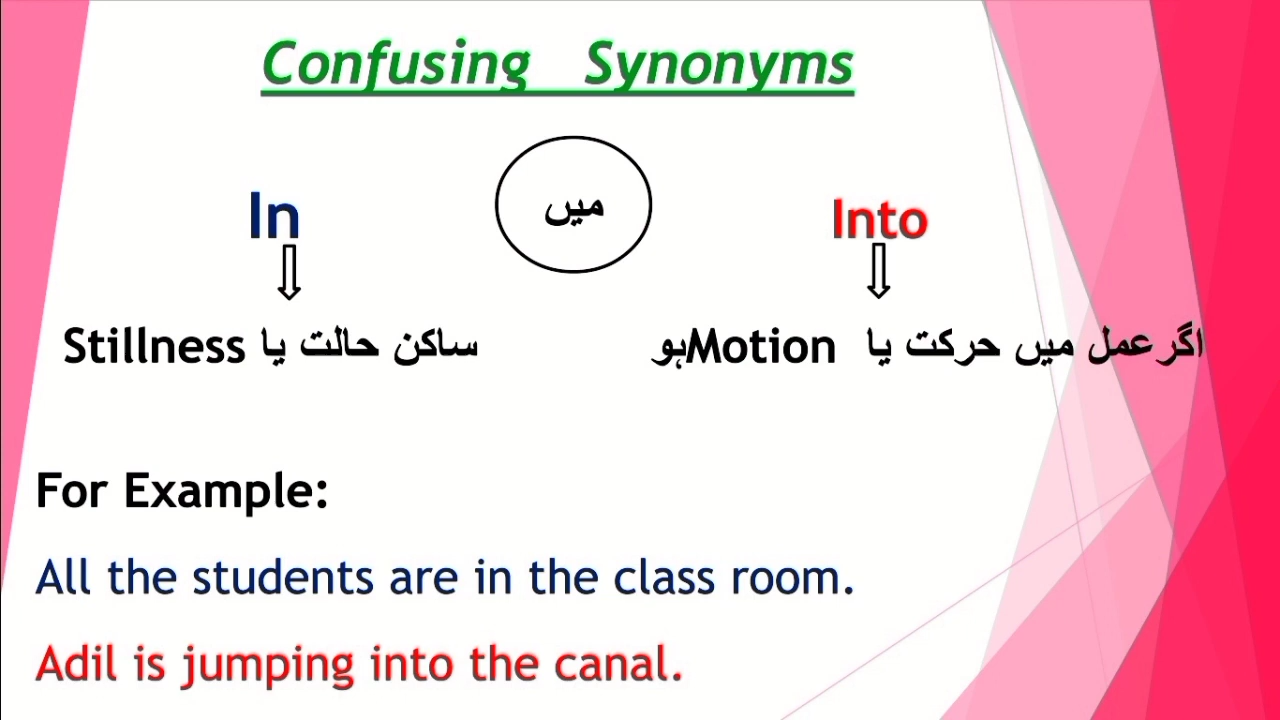 Confusing Synonyms
In
میں
Into
ساکن حالت یا Stillness
اگرعمل میں حرکت یا Motionہو
For Example:
All the students are in the class room.
Adil is jumping into the canal.